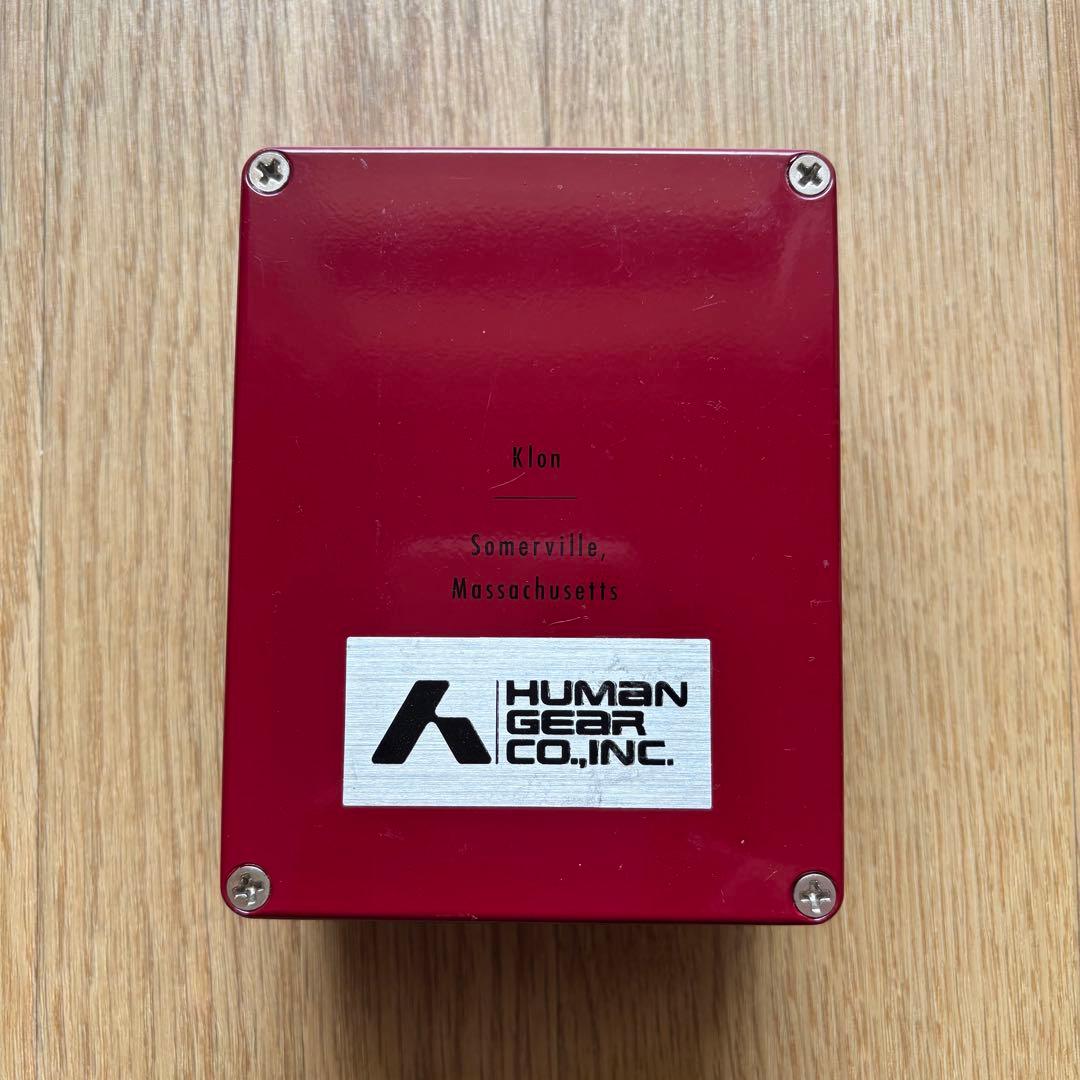 Klon
Somerville,
Massachusetts
HUMAN
GEAR
CO.,INC.